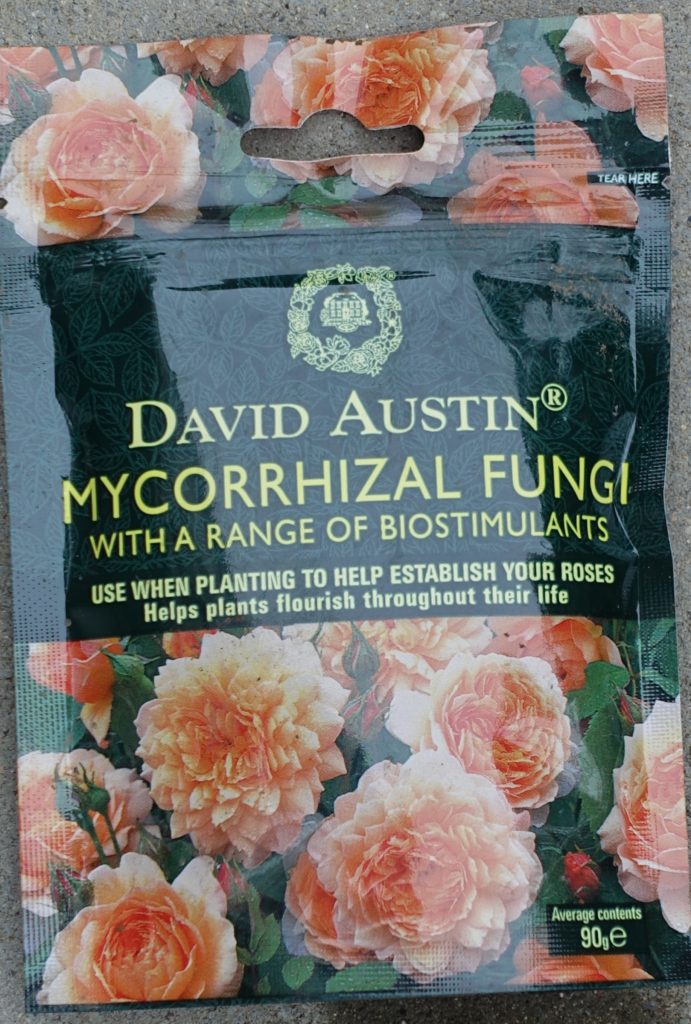 TEAR HERE
DAVID AUSTIN®
MYCORRHIZAL FUNGI
WITH A RANGE OF BIOSTIMULANTS
USE WHEN PLANTING TO HELP ESTABLISH YOUR ROSES
Helps plants flourish throughout their life
Average contents
90g℮